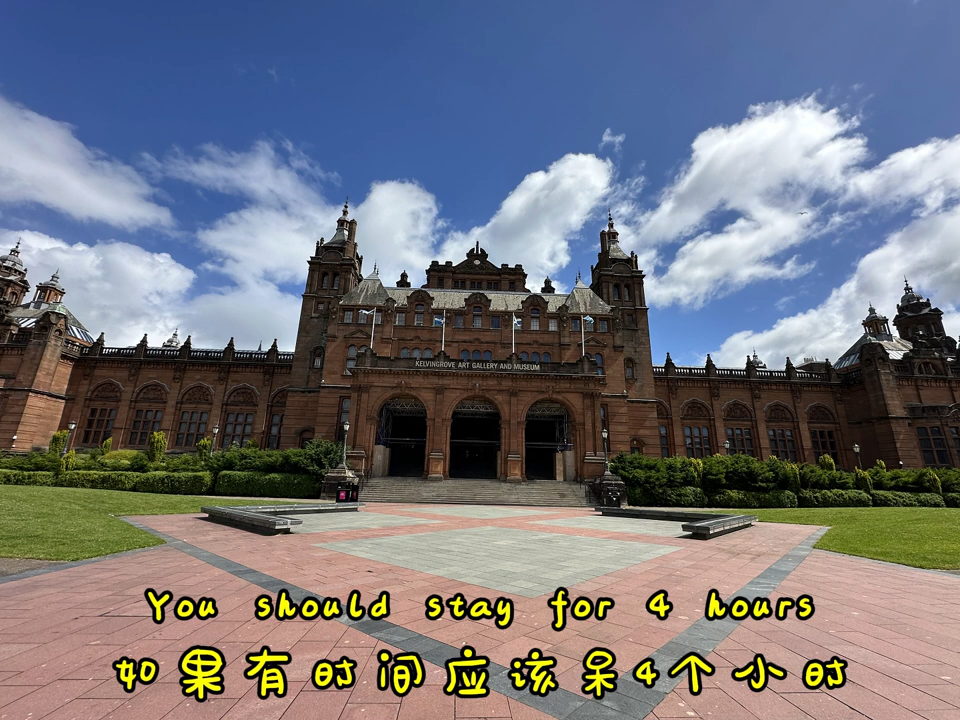 KELVINGROVE ART GALLERY AND MUSEUM
You should stay for 4 hours
如果有时间应该呆4个小时